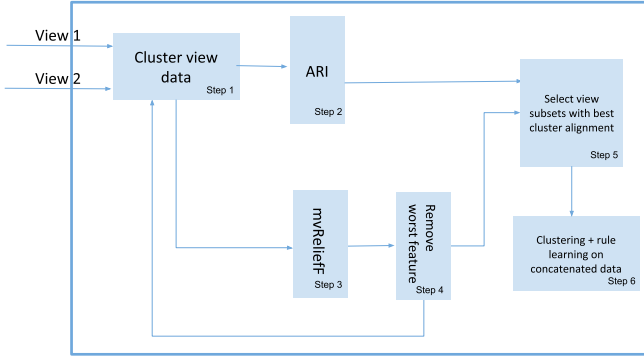 View 1
View 2
Cluster view
data
Step 1
ARI
Step 2
mvReliefF
Step 3
Remove
worst feature
Step 4
Select view
subsets with best
cluster alignment
Step 5
Clustering + rule
learning on
concatenated data
Step 6